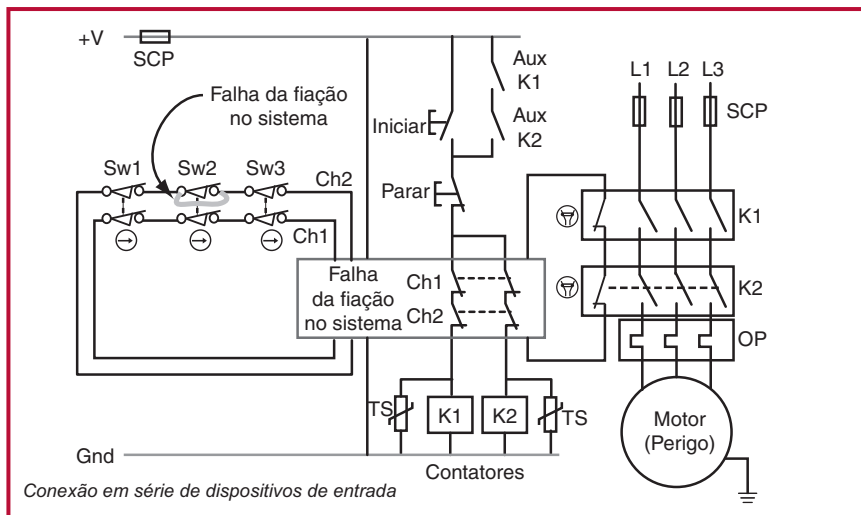 +V
SCP
Aux
K1
L1 L2 L3
SCP
Falha da fiação
no sistema
Iniciar
Aux
K2
Sw1 Sw2 Sw3
Ch2
Parar
K1
Ch1
Falha
da fiação
no sistema
Ch1
Ch2
K2
OP
TS
K1
K2
TS
Motor
(Perigo)
Gnd
Contatores
Conexão em série de dispositivos de entrada